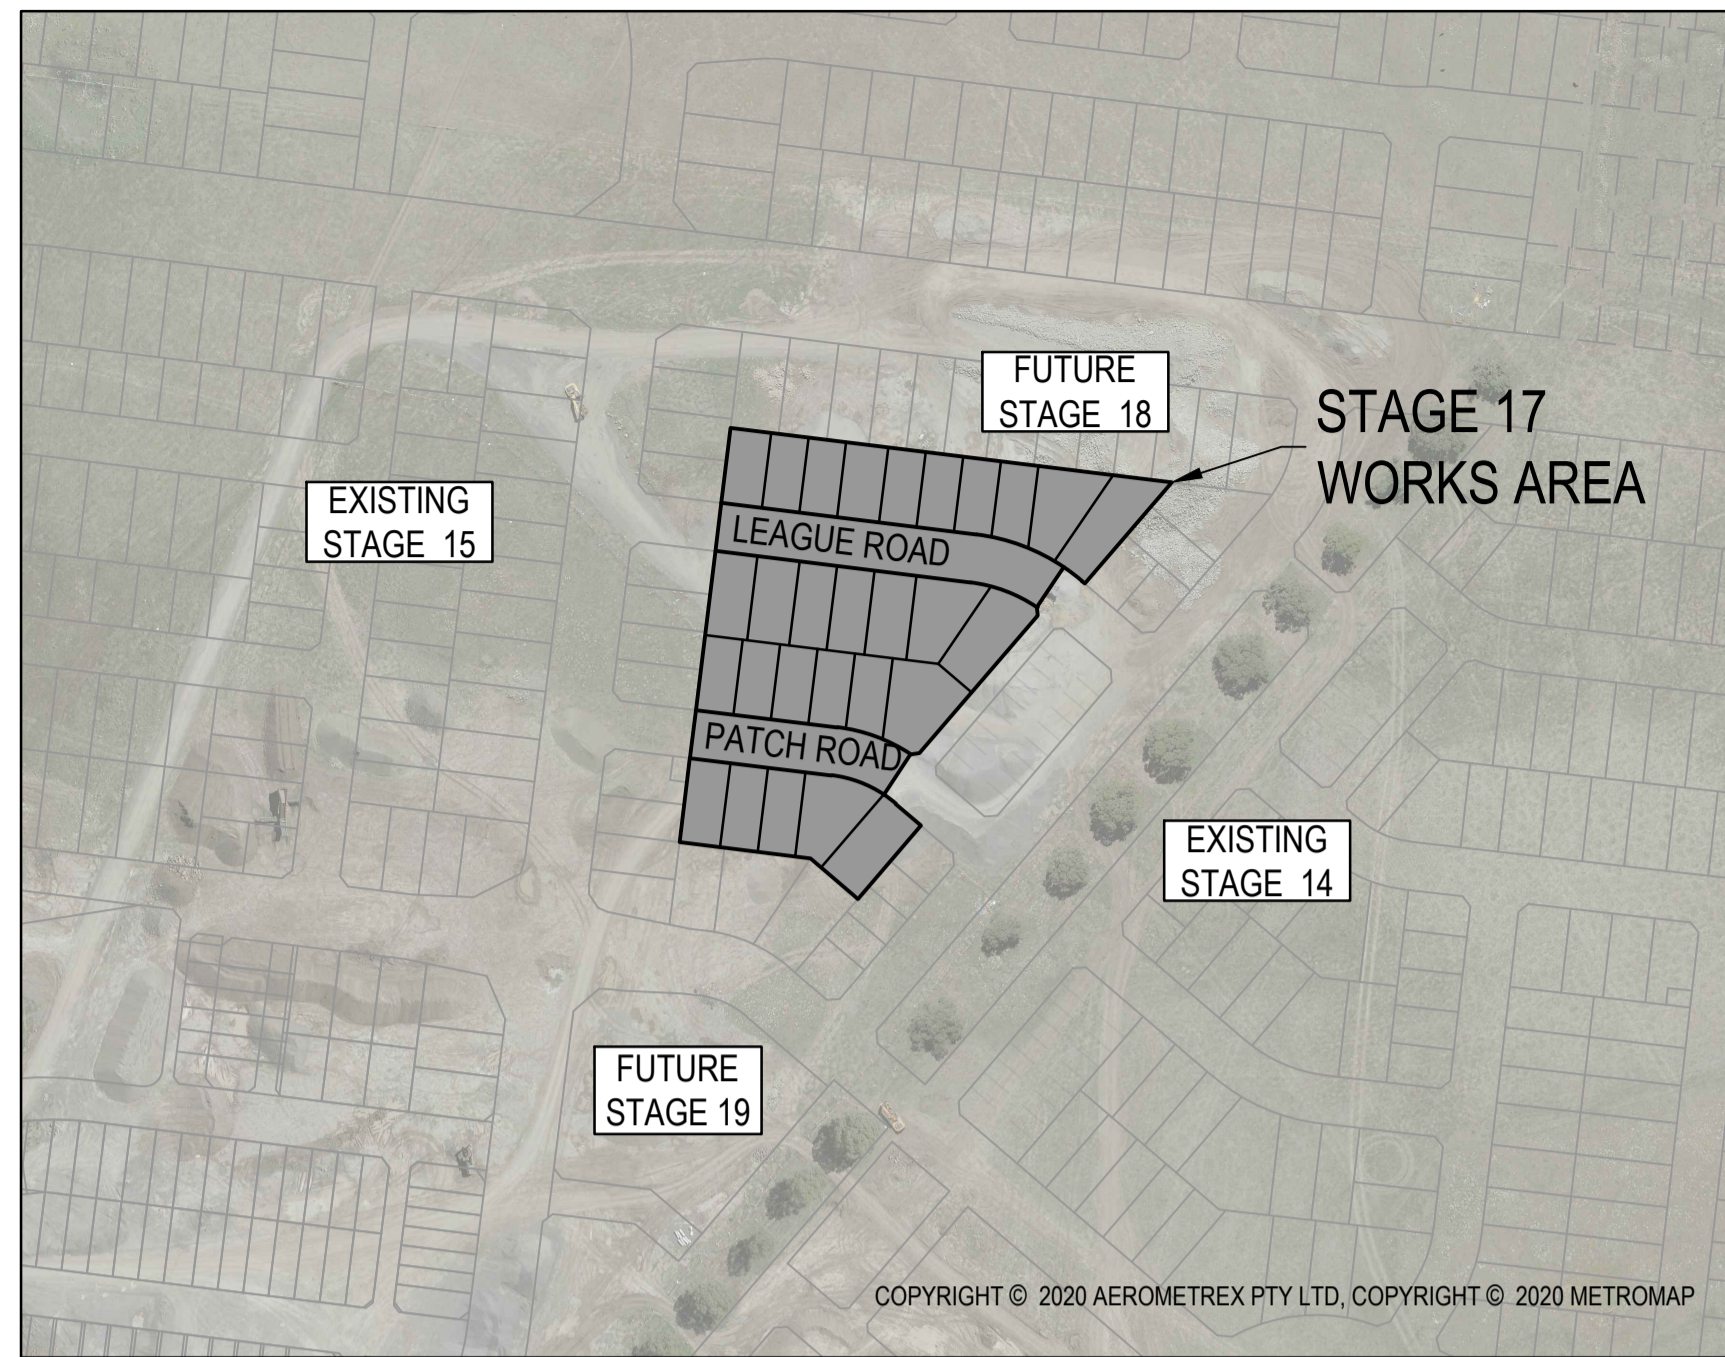 FUTURE
STAGE 18
STAGE 17
WORKS AREA
EXISTING
STAGE 15
LEAGUE ROAD
PATCH ROAD
EXISTING
STAGE 14
FUTURE
STAGE 19
COPYRIGHT © 2020 AEROMETREX PTY LTD, COPYRIGHT © 2020 METROMAP